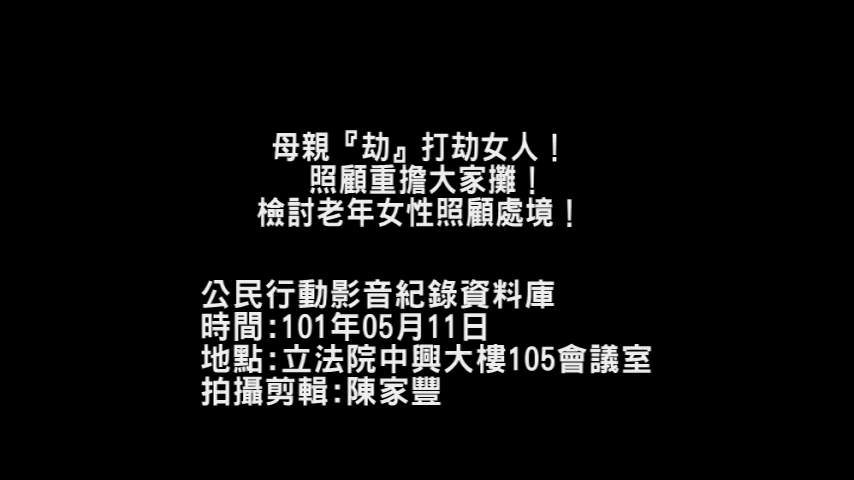 母親『劫』打劫女人！
照顧重擔大家攤！
檢討老年女性照顧處境！
公民行動影音紀錄資料庫
時間:101年05月11日
地點:立法院中興大樓105會議室
拍攝剪輯:陳家豐